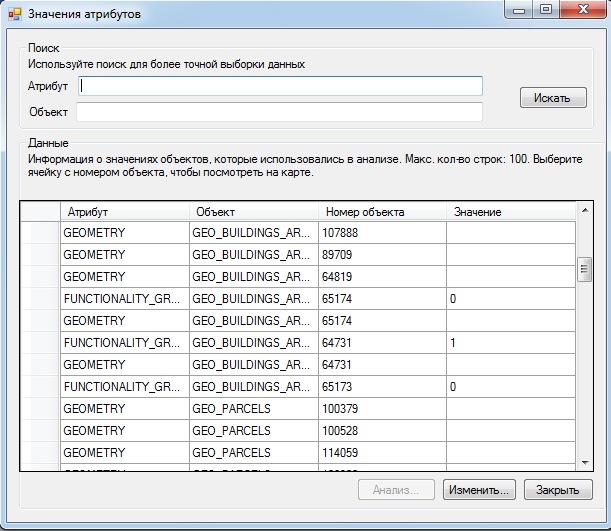 Значения атрибутов
Поиск
Используйте поиск для более точной выборки данных
Атрибут
Искать
Объект
Данные
Информация о значениях объектов, которые использовались в анализе. Макс. кол-во строк: 100. Выберите
ячейку с номером объекта, чтобы посмотреть на карте.
Атрибут Объект Номер объекта Значение
GEOMETRY GEO_BUILDINGS_AR... 107888
GEOMETRY GEO_BUILDINGS_AR... 89709
GEOMETRY GEO_BUILDINGS_AR... 64819
FUNCTIONALITY_GR... GEO_BUILDINGS_AR... 65174 0
GEOMETRY GEO_BUILDINGS_AR... 65174
FUNCTIONALITY_GR... GEO_BUILDINGS_AR... 64731 1
GEOMETRY GEO_BUILDINGS_AR... 64731
FUNCTIONALITY_GR... GEO_BUILDINGS_AR... 65173 0
GEOMETRY GEO_PARCELS 100379
GEOMETRY GEO_PARCELS 100528
GEOMETRY GEO_PARCELS 114059
Анализ... Изменить... Закрыть